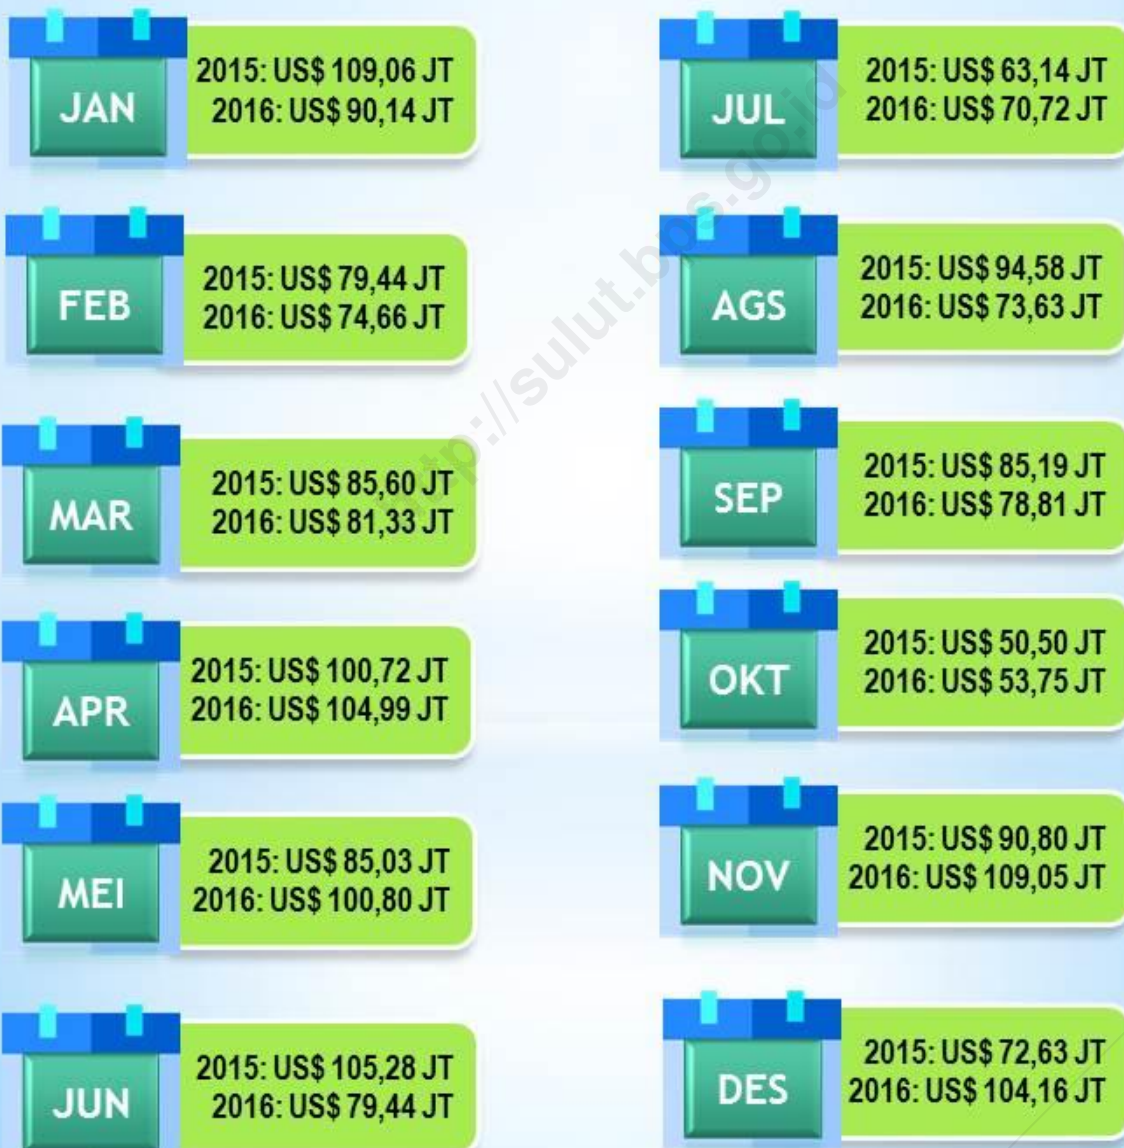 JAN
2015: US$ 109,06 JT
2016: US$ 90,14 JT
FEB
2015: US$ 79,44 JT
2016: US$ 74,66 JT
MAR
2015: US$ 85,60 JT
2016: US$ 81,33 JT
APR
2015: US$ 100,72 JT
2016: US$ 104,99 JT
MEI
2015: US$ 85,03 JT
2016: US$ 100,80 JT
JUN
2015: US$ 105,28 JT
2016: US$ 79,44 JT
JUL
2015: US$ 63,14 JT
2016: US$ 70,72 JT
AGS
2015: US$ 94,58 JT
2016: US$ 73,63 JT
SEP
2015: US$ 85,19 JT
2016: US$ 78,81 JT
OKT
2015: US$ 50,50 JT
2016: US$ 53,75 JT
NOV
2015: US$ 90,80 JT
2016: US$ 109,05 JT
DES
2015: US$ 72,63 JT
2016: US$ 104,16 JT
http://sulut.bps.go.id